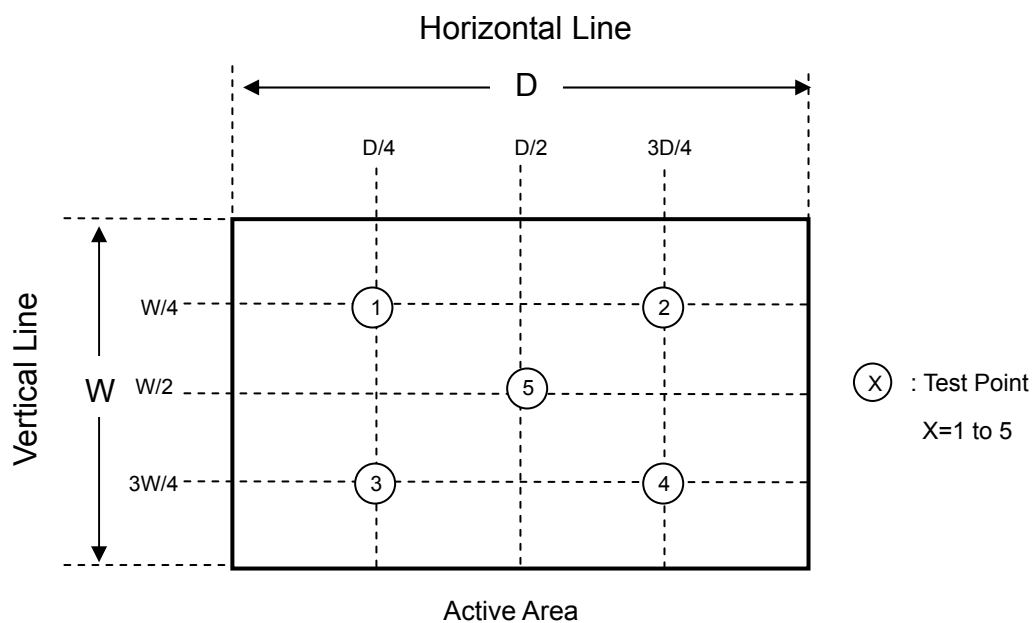 Horizontal Line
D
D/4 D/2 3D/4
Vertical Line
W
W/4
1 2
W/2
5
X : Test Point
X=1 to 5
3W/4
3 4
Active Area